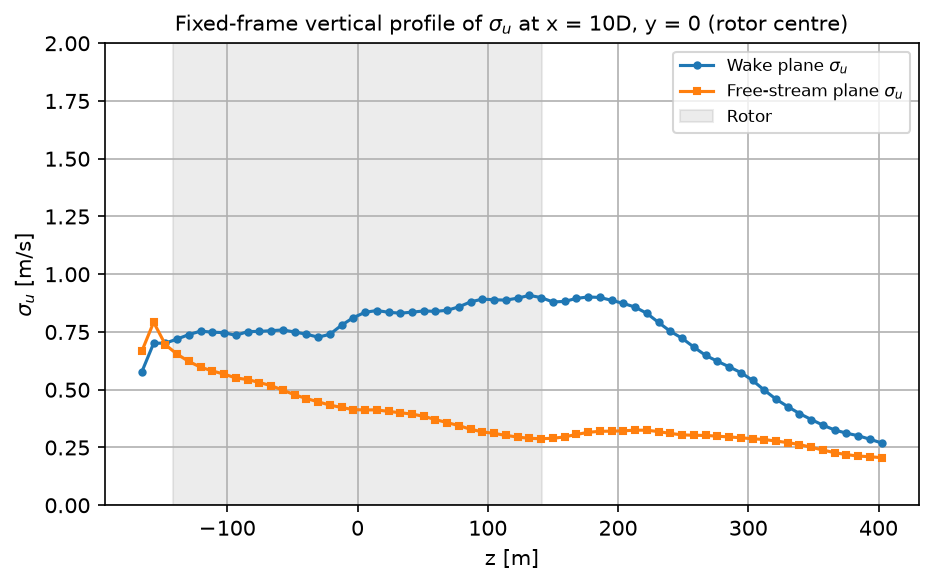 Fixed-frame vertical profile of σ_u at x = 10D, y = 0 (rotor centre)
σ_u [m/s]
2.00
1.75
1.50
1.25
1.00
0.75
0.50
0.25
0.00
Wake plane σ_u
Free-stream plane σ_u
Rotor
−100 0 100 200 300 400
z [m]